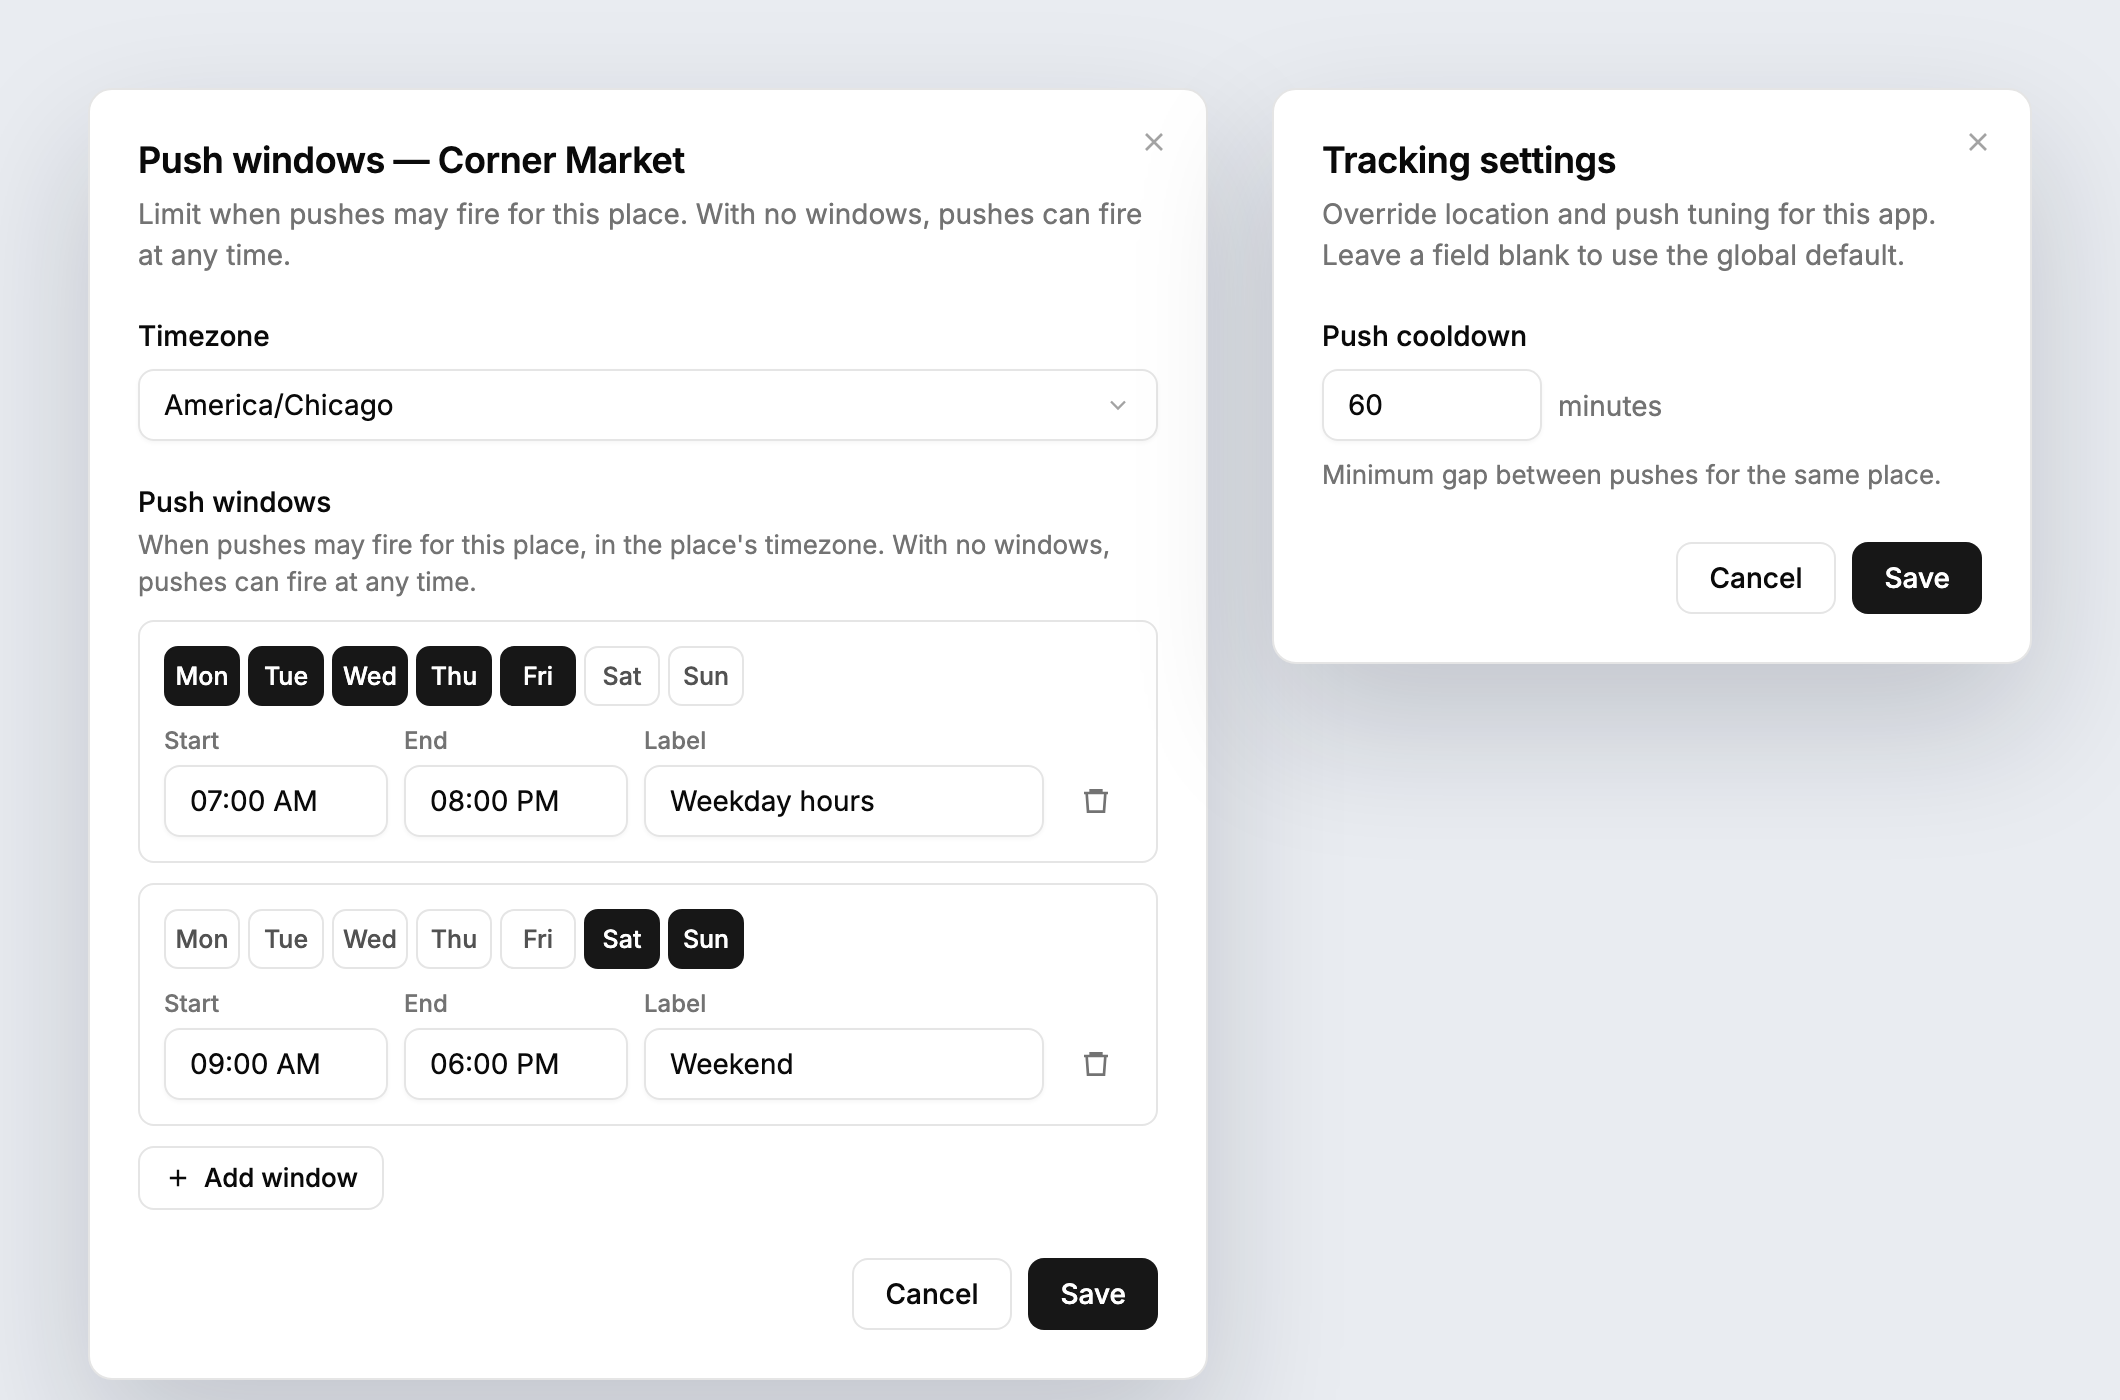 Push windows — Corner Market
Limit when pushes may fire for this place. With no windows, pushes can fire
at any time.
Timezone
America/Chicago
Push windows
When pushes may fire for this place, in the place's timezone. With no windows,
pushes can fire at any time.
Mon Tue Wed Thu Fri Sat Sun
Start End Label
07:00 AM 08:00 PM Weekday hours
Mon Tue Wed Thu Fri Sat Sun
Start End Label
09:00 AM 06:00 PM Weekend
+ Add window
Cancel Save
Tracking settings
Override location and push tuning for this app.
Leave a field blank to use the global default.
Push cooldown
60 minutes
Minimum gap between pushes for the same place.
Cancel Save